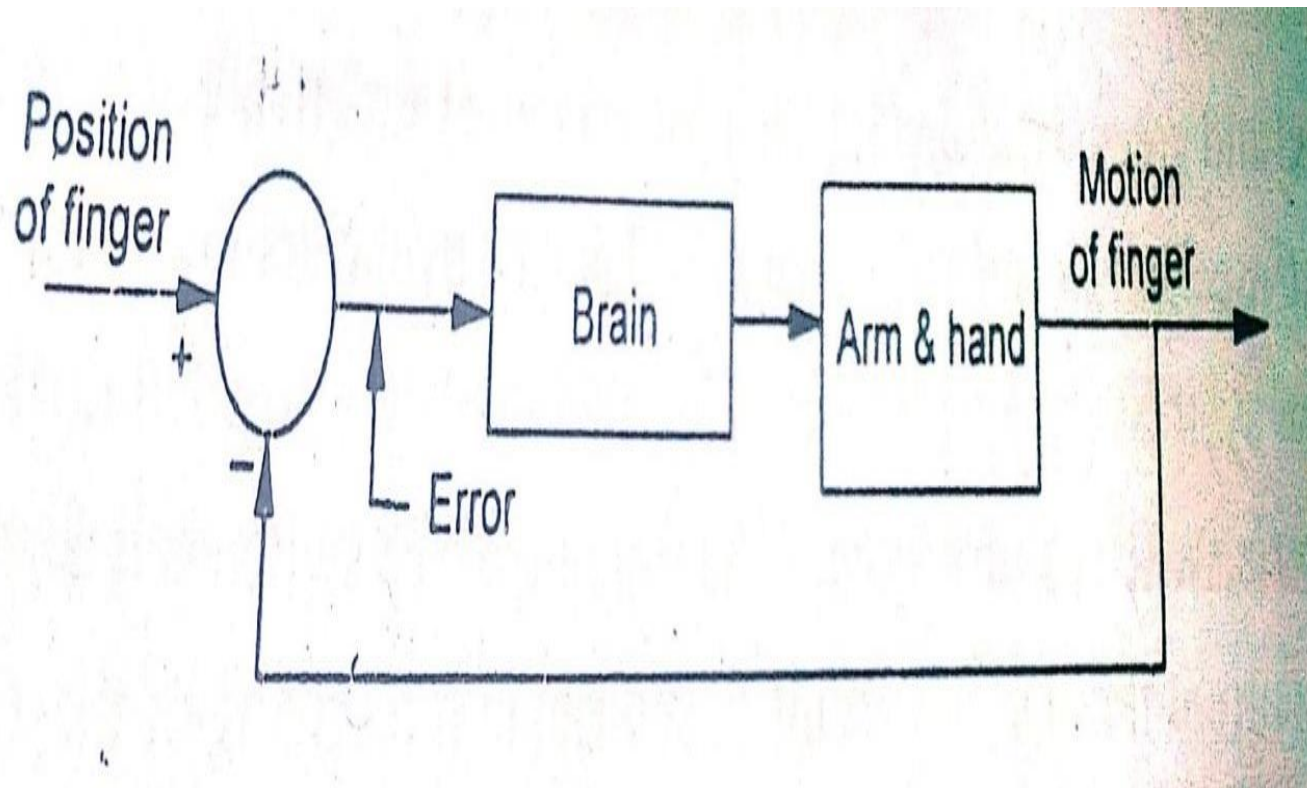 Position
of finger
+
−
Error
Brain
Arm & hand
Motion
of finger